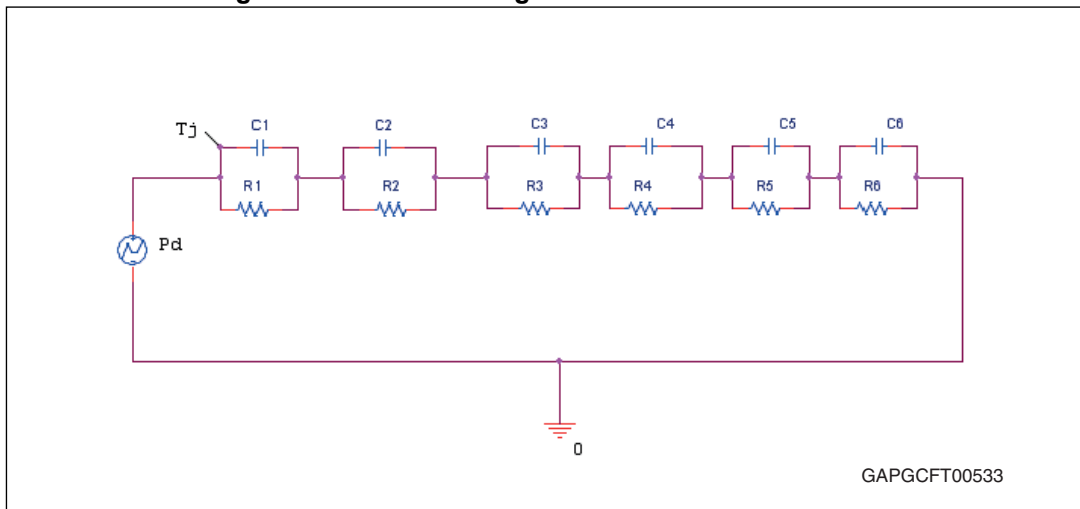 Tj
C1 C2 C3 C4 C5 C6
R1 R2 R3 R4 R5 R6
Pd
0
GAPGCFT00533